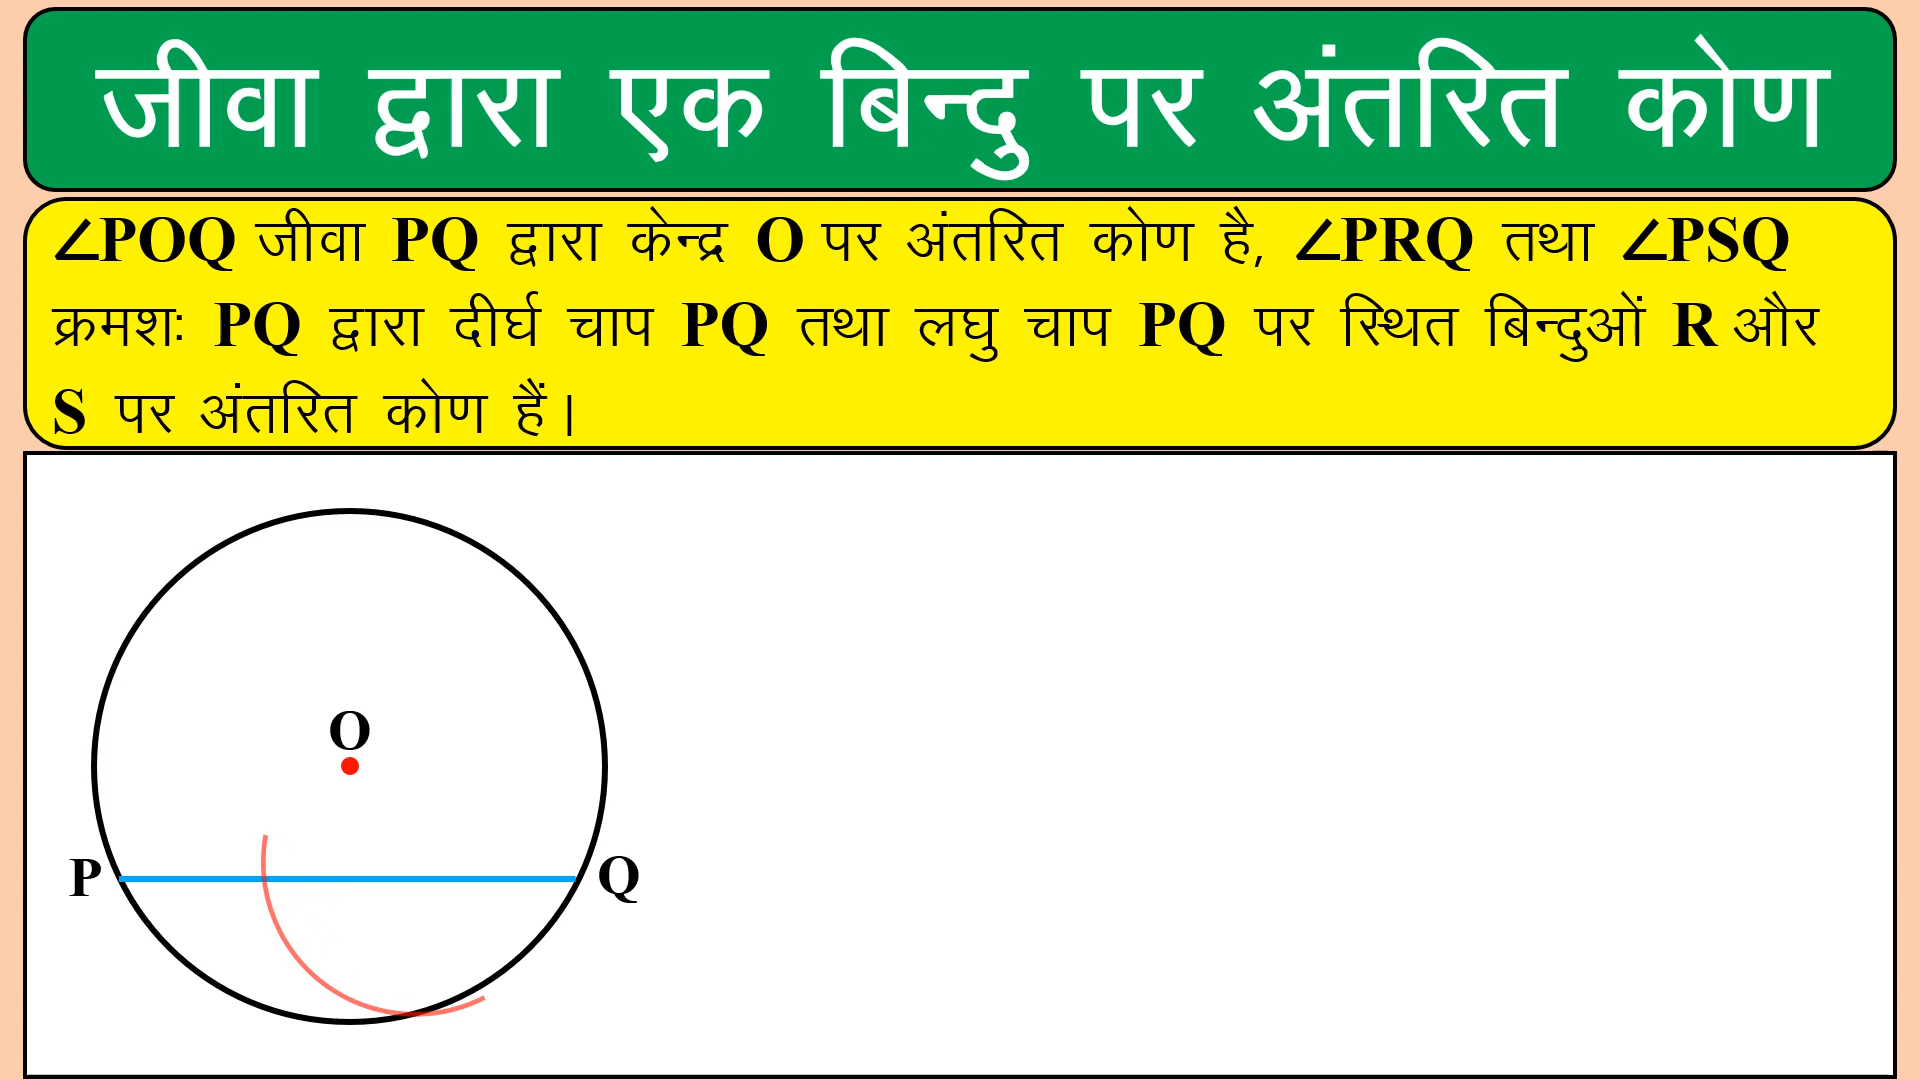 जीवा द्वारा एक बिन्दु पर अंतरित कोण
∠POQ जीवा PQ द्वारा केन्द्र O पर अंतरित कोण है, ∠PRQ तथा ∠PSQ
क्रमशः PQ द्वारा दीर्घ चाप PQ तथा लघु चाप PQ पर स्थित बिन्दुओं R और
S पर अंतरित कोण हैं।
O
P
Q